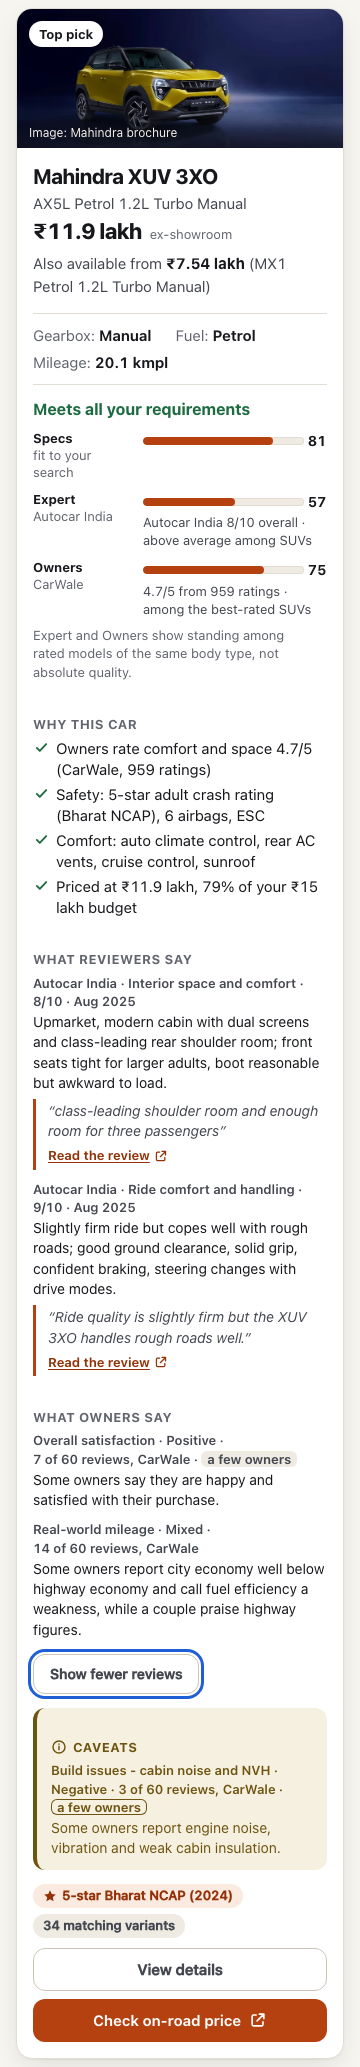 Top pick
Image: Mahindra brochure
Mahindra XUV 3XO
AX5L Petrol 1.2L Turbo Manual
₹11.9 lakh ex-showroom
Also available from ₹7.54 lakh (MX1
Petrol 1.2L Turbo Manual)
Gearbox: Manual Fuel: Petrol
Mileage: 20.1 kmpl
Meets all your requirements
Specs
fit to your
search
81
Expert
Autocar India
57
Autocar India 8/10 overall ·
above average among SUVs
Owners
CarWale
75
4.7/5 from 959 ratings ·
among the best-rated SUVs
Expert and Owners show standing among
rated models of the same body type, not
absolute quality.
WHY THIS CAR
Owners rate comfort and space 4.7/5
(CarWale, 959 ratings)
Safety: 5-star adult crash rating
(Bharat NCAP), 6 airbags, ESC
Comfort: auto climate control, rear AC
vents, cruise control, sunroof
Priced at ₹11.9 lakh, 79% of your ₹15
lakh budget
WHAT REVIEWERS SAY
Autocar India · Interior space and comfort ·
8/10 · Aug 2025
Upmarket, modern cabin with dual screens
and class-leading rear shoulder room; front
seats tight for larger adults, boot reasonable
but awkward to load.
“class-leading shoulder room and enough
room for three passengers”
Read the review
Autocar India · Ride comfort and handling ·
9/10 · Aug 2025
Slightly firm ride but copes well with rough
roads; good ground clearance, solid grip,
confident braking, steering changes with
drive modes.
“Ride quality is slightly firm but the XUV
3XO handles rough roads well.”
Read the review
WHAT OWNERS SAY
Overall satisfaction · Positive ·
7 of 60 reviews, CarWale · a few owners
Some owners say they are happy and
satisfied with their purchase.
Real-world mileage · Mixed ·
14 of 60 reviews, CarWale
Some owners report city economy well below
highway economy and call fuel efficiency a
weakness, while a couple praise highway
figures.
Show fewer reviews
CAVEATS
Build issues - cabin noise and NVH ·
Negative · 3 of 60 reviews, CarWale ·
a few owners
Some owners report engine noise,
vibration and weak cabin insulation.
5-star Bharat NCAP (2024)
34 matching variants
View details
Check on-road price